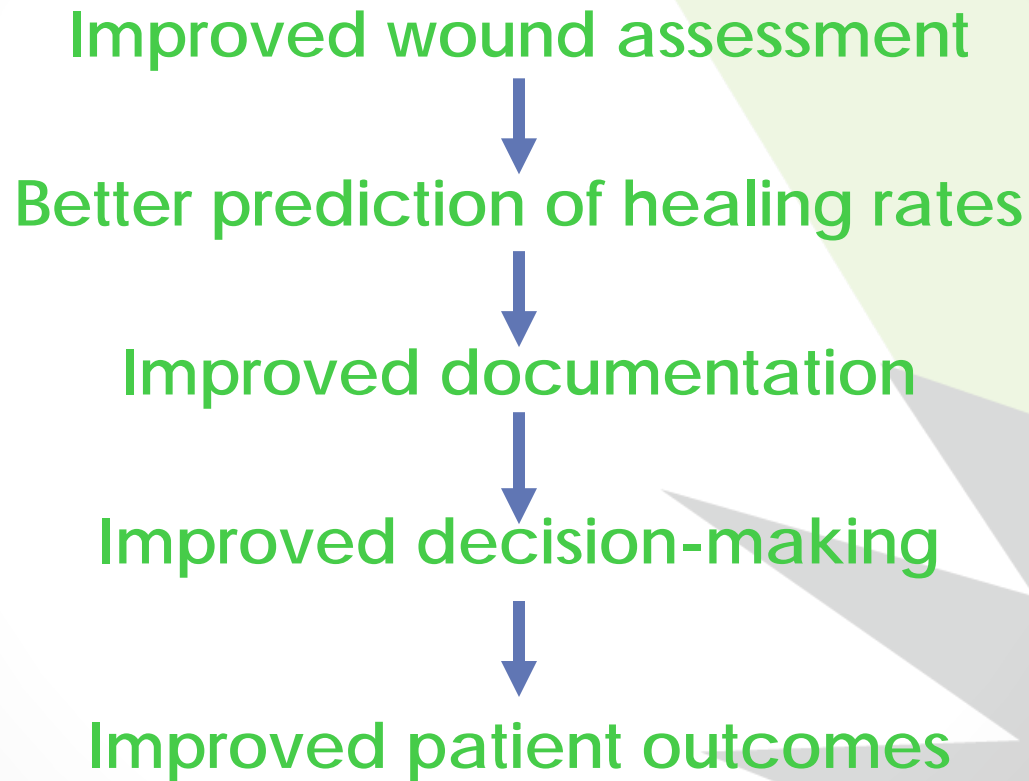 Improved wound assessment
Better prediction of healing rates
Improved documentation
Improved decision-making
Improved patient outcomes